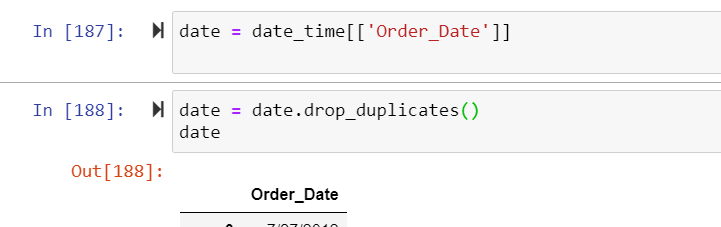 In [187]: date = date_time[['Order_Date']]
In [188]: date = date.drop_duplicates()
date
Out[188]:
Order_Date